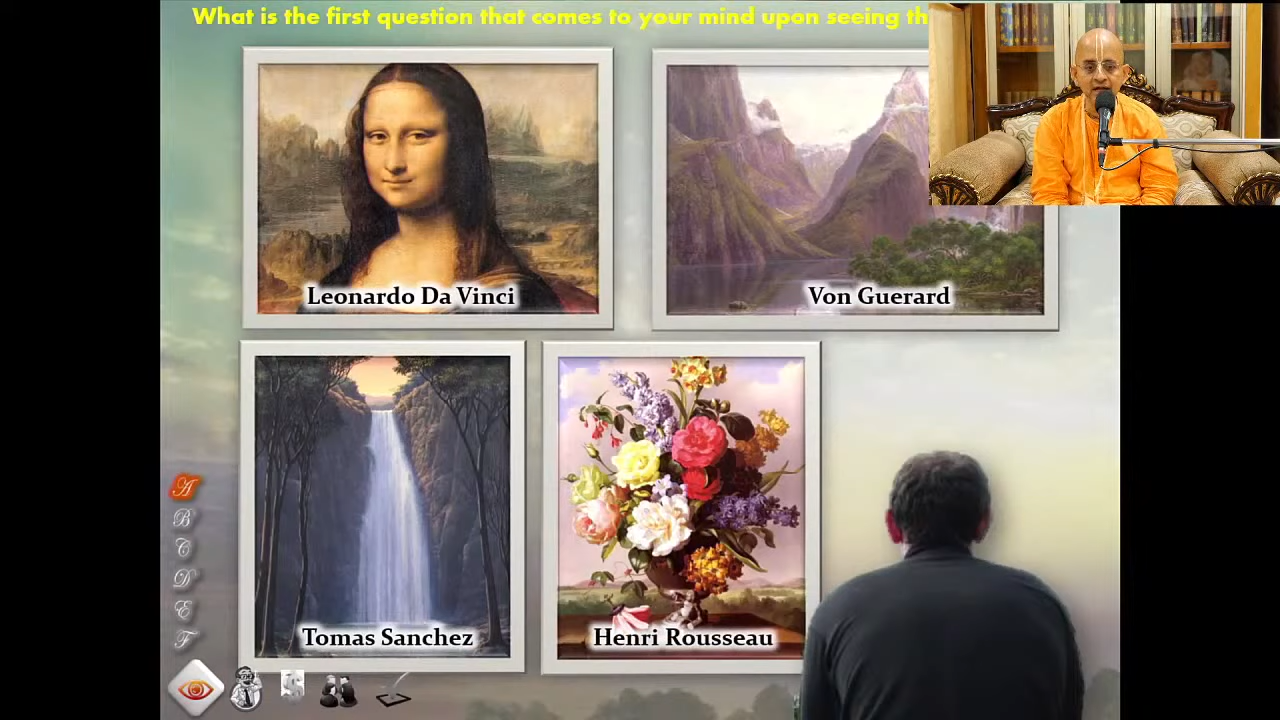 What is the first question that comes to your mind upon seeing
Leonardo Da Vinci
Von Guerard
Tomas Sanchez
Henri Rousseau
A
B
C
D
E
F